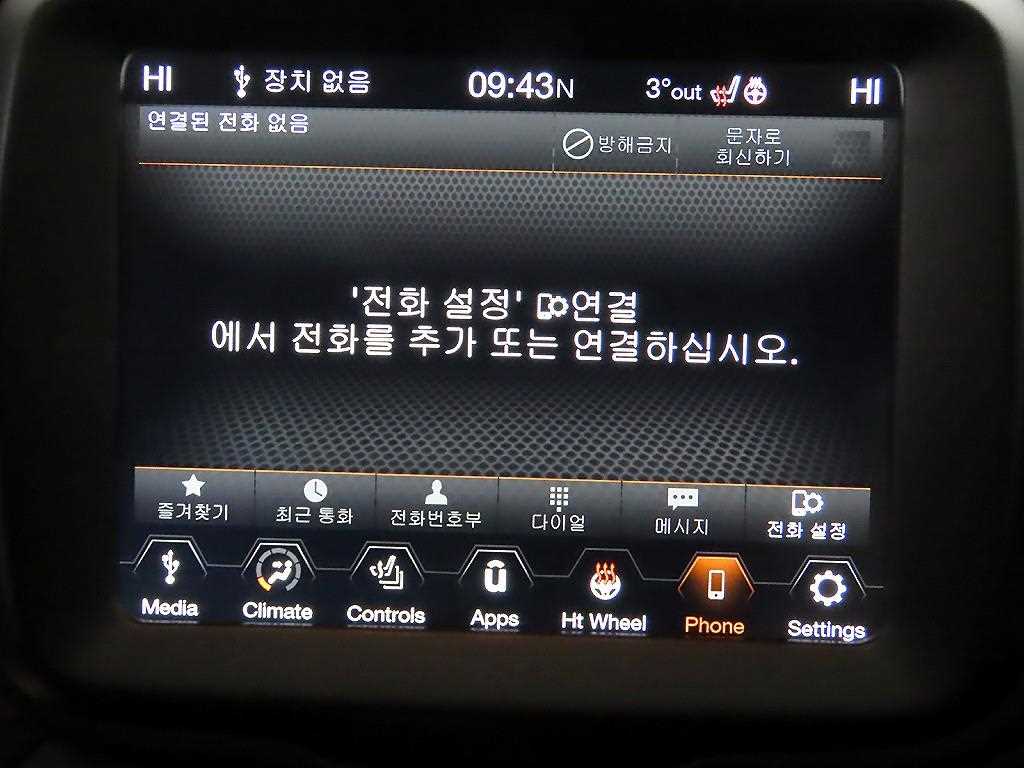 HI 장치 없음 09:43N 3°out HI
연결된 전화 없음
방해금지
문자로
회신하기
'전화 설정' 연결
에서 전화를 추가 또는 연결하십시오.
즐겨찾기 최근 통화 전화번호부 다이얼 메시지 전화 설정
Media Climate Controls Apps Ht Wheel Phone Settings